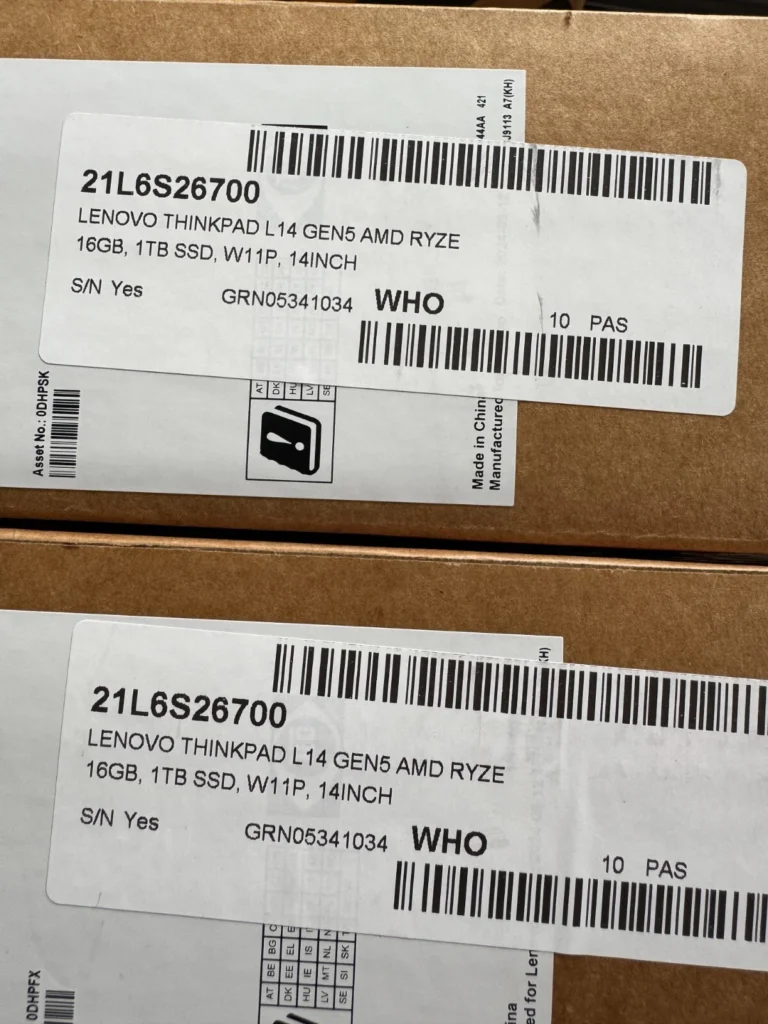 44AA 421
J9113 A7(KH)
21L6S26700
LENOVO THINKPAD L14 GEN5 AMD RYZE
16GB, 1TB SSD, W11P, 14INCH
S/N Yes GRN05341034 WHO
10 PAS
AT DK HU LV SE
Asset No.: 0DHPSK
Made in China
Manufactured
KH)
21L6S26700
LENOVO THINKPAD L14 GEN5 AMD RYZE
16GB, 1TB SSD, W11P, 14INCH
S/N Yes GRN05341034 WHO
10 PAS
AT BE BG
DK EE EL
HU IE IS
LV MT NL
SE SI SK
0DHPFX
ina
ed for Len